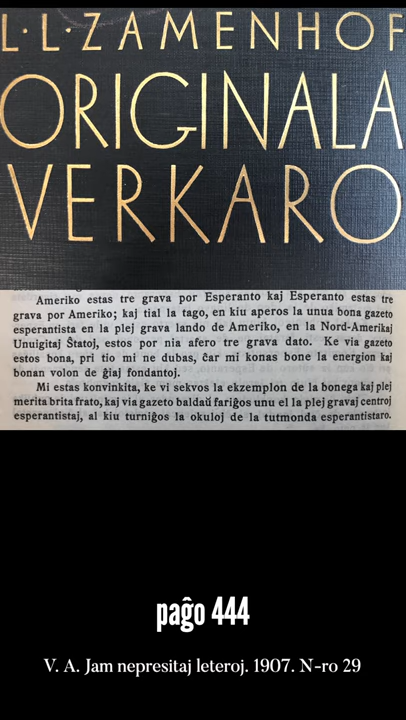 L·L·ZAMENHOF
ORIGINALA
VERKARO
Ameriko estas tre grava por Esperanto kaj Esperanto estas tre
grava por Ameriko; kaj tial la tago, en kiu aperos la unua bona gazeto
esperantista en la plej grava lando de Ameriko, en la Nord-Amerikaj
Unuigitaj Ŝtatoj, estos por nia afero tre grava dato. Ke via gazeto
estos bona, pri tio mi ne dubas, ĉar mi konas bone la energion kaj
bonan volon de ĝiaj fondantoj.
Mi estas konvinkita, ke vi sekvos la ekzemplon de la bonega kaj plej
merita brita frato, kaj via gazeto baldaŭ fariĝos unu el la plej gravaj centroj
esperantistaj, al kiu turniĝos la okuloj de la tutmonda esperantistaro.
paĝo 444
V. A. Jam nepresitaj leteroj. 1907. N-ro 29